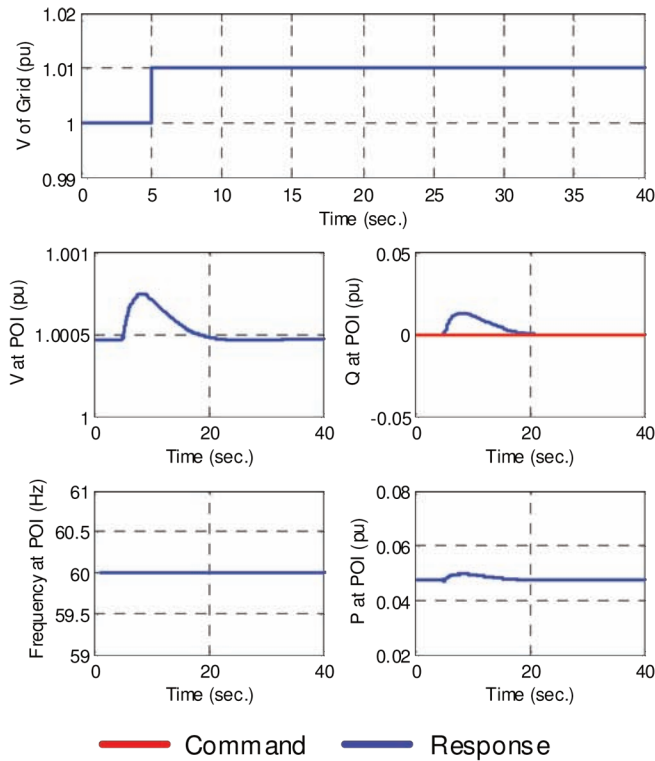 1.02
1.01
1
0.99
V of Grid (pu)
0 5 10 15 20 25 30 35 40
Time (sec.)
1.001
1.0005
1
V at POI (pu)
0 20 40
Time (sec.)
0.05
0
-0.05
Q at POI (pu)
0 20 40
Time (sec.)
61
60.5
60
59.5
59
Frequency at POI (Hz)
0 20 40
Time (sec.)
0.08
0.06
0.04
0.02
P at POI (pu)
0 20 40
Time (sec.)
Command Response